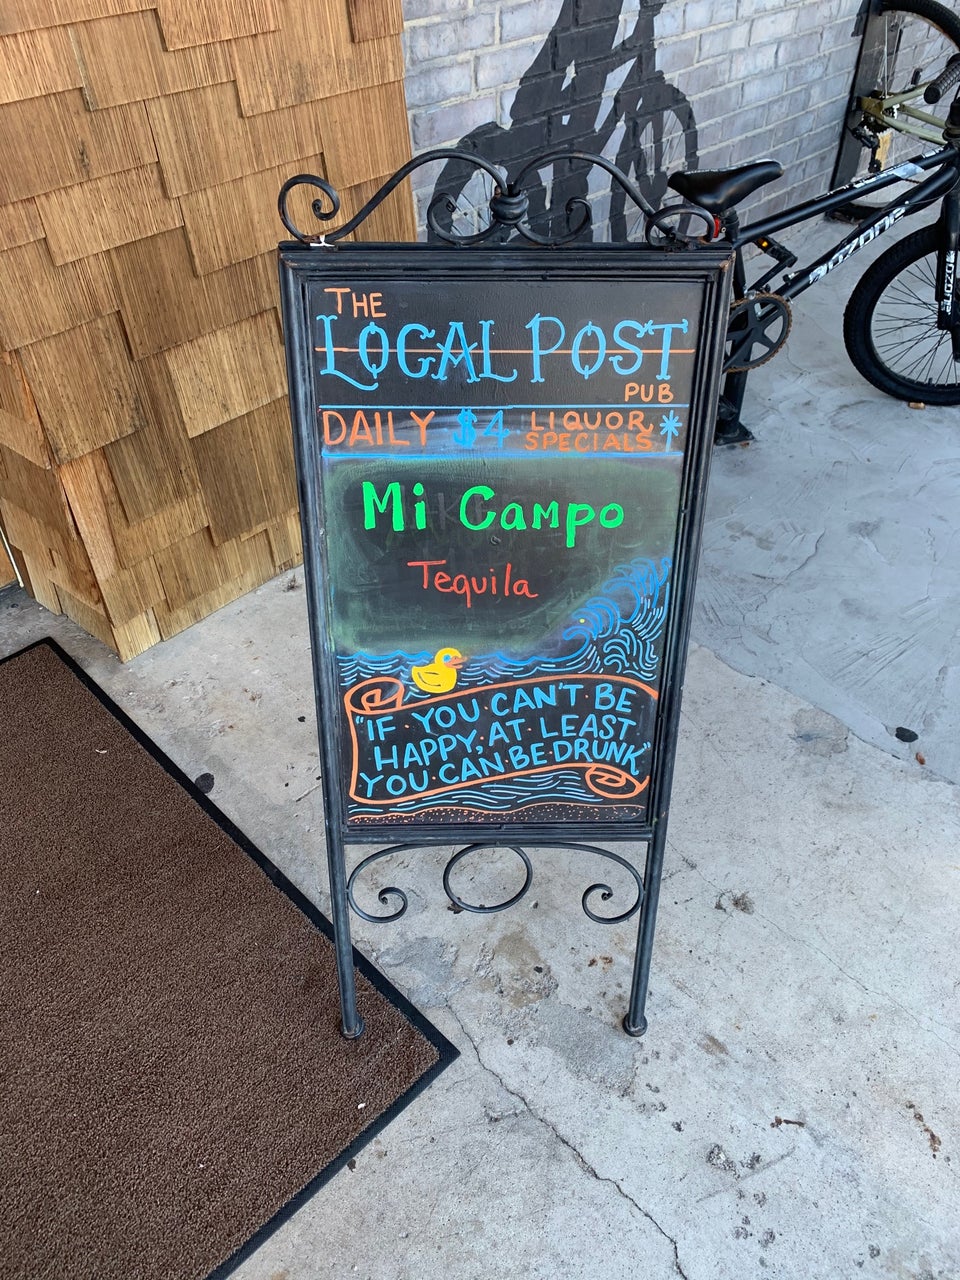 THE
LOCAL POST
PUB
DAILY $4 LIQUOR
SPECIALS
Mi Campo
Tequila
"IF YOU CAN'T BE
HAPPY, AT LEAST
YOU CAN BE DRUNK"